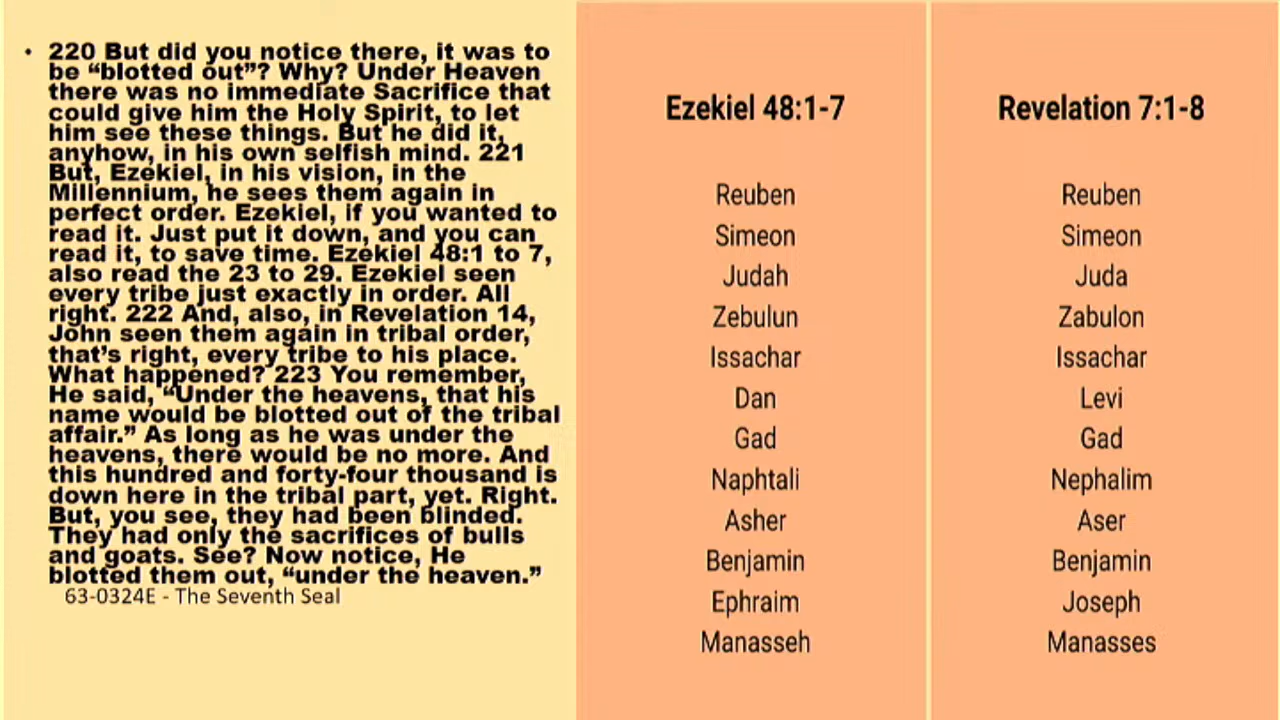 • 220 But did you notice there, it was to
be “blotted out”? Why? Under Heaven
there was no immediate Sacrifice that
could give him the Holy Spirit, to let
him see these things. But he did it,
anyhow, in his own selfish mind. 221
But, Ezekiel, in his vision, in the
Millennium, he sees them again in
perfect order. Ezekiel, if you wanted to
read it. Just put it down, and you can
read it, to save time. Ezekiel 48:1 to 7,
also read the 23 to 29. Ezekiel seen
every tribe just exactly in order. All
right. 222 And, also, in Revelation 14,
John seen them again in tribal order,
that’s right, every tribe to his place.
What happened? 223 You remember,
He said, “Under the heavens, that his
name would be blotted out of the tribal
affair.” As long as he was under the
heavens, there would be no more. And
this hundred and forty-four thousand is
down here in the tribal part, yet. Right.
But, you see, they had been blinded.
They had only the sacrifices of bulls
and goats. See? Now notice, He
blotted them out, “under the heaven.”
63-0324E - The Seventh Seal
Ezekiel 48:1-7
Reuben
Simeon
Judah
Zebulun
Issachar
Dan
Gad
Naphtali
Asher
Benjamin
Ephraim
Manasseh
Revelation 7:1-8
Reuben
Simeon
Juda
Zabulon
Issachar
Levi
Gad
Nephalim
Aser
Benjamin
Joseph
Manasses